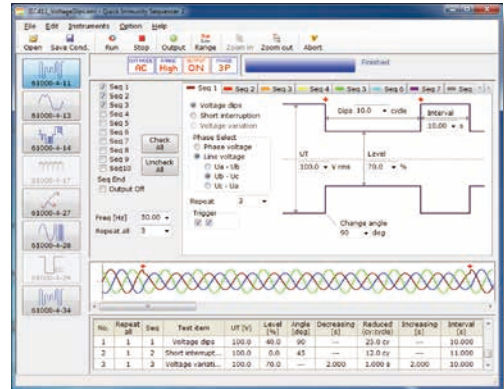 IEC411_VoltageDips.xml - Quick Immunity Sequencer 2
File Edit Instruments Option Help
Open Save Cond. Run Stop Output Range Zoom in Zoom out Abort
AC High ON 3P Finished
61000-4-11
61000-4-13
61000-4-14
61000-4-17
61000-4-27
61000-4-28
61000-4-29
61000-4-34
Seq 1
Seq 2
Seq 3
Seq 4
Seq 5
Seq 6
Seq 7
Seq 8
Seq 9
Seq10
Check All
Uncheck All
Seq End
Output Off
Freq [Hz] 50.00
Repeat all 3
Seq 1 Seq 2 Seq 3 Seq 4 Seq 5 Seq 6 Seq 7 Seq
Voltage dips
Short interruption
Voltage variation
Phase Select
Phase voltage
Line voltage
Ua - Ub
Ub - Uc
Uc - Ua
Repeat 3
Trigger
Dips 10.0 cycle
Interval
10.00 s
UT
100.0 V rms
Level
70.0 %
Change angle
90 deg
No. Repeat all Seq Test item UT [V] Level [%] Angle [deg] Decreasing [s] Reduced (cy:cycle) Increasing [s] Interval [s]
1 1 1 Voltage dips 100.0 40.0 90 --- 25.0 cy --- 10.000
2 1 2 Short interrupt... 100.0 0.0 45 --- 12.0 cy --- 11.000
3 1 3 Voltage variati... 100.0 70.0 --- 2.000 1.000 s 2.000 10.000